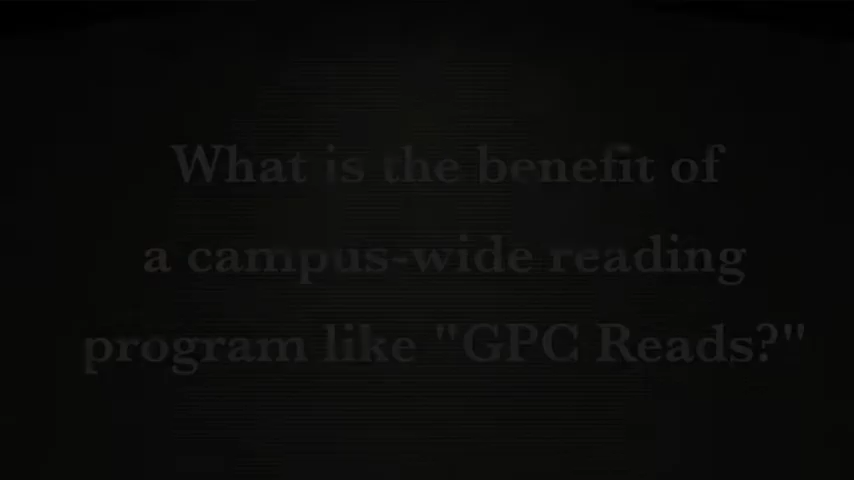 What is the benefit of
a campus-wide reading
program like "GPC Reads?"